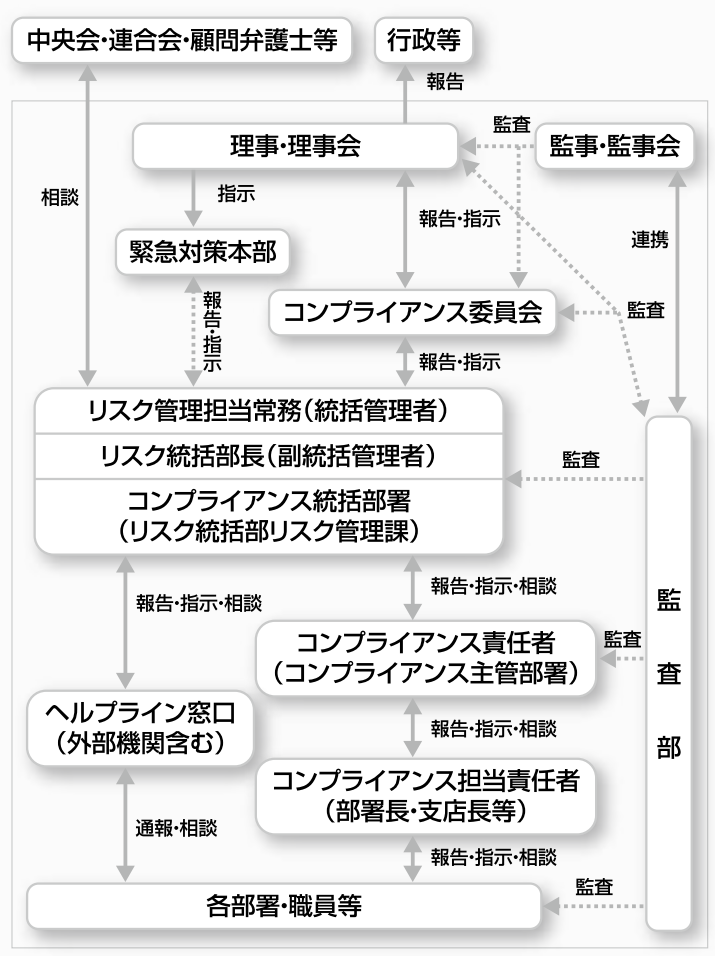 中央会・連合会・顧問弁護士等
行政等
報告
監査
理事・理事会
監事・監事会
相談
指示
報告・指示
連携
緊急対策本部
報告・指示
コンプライアンス委員会
監査
報告・指示
リスク管理担当常務（統括管理者）
リスク統括部長（副統括管理者）
監査
コンプライアンス統括部署
（リスク統括部リスク管理課）
報告・指示・相談
報告・指示・相談
監査部
コンプライアンス責任者
（コンプライアンス主管部署）
監査
ヘルプライン窓口
（外部機関含む）
報告・指示・相談
コンプライアンス担当責任者
（部署長・支店長等）
通報・相談
報告・指示・相談
各部署・職員等
監査